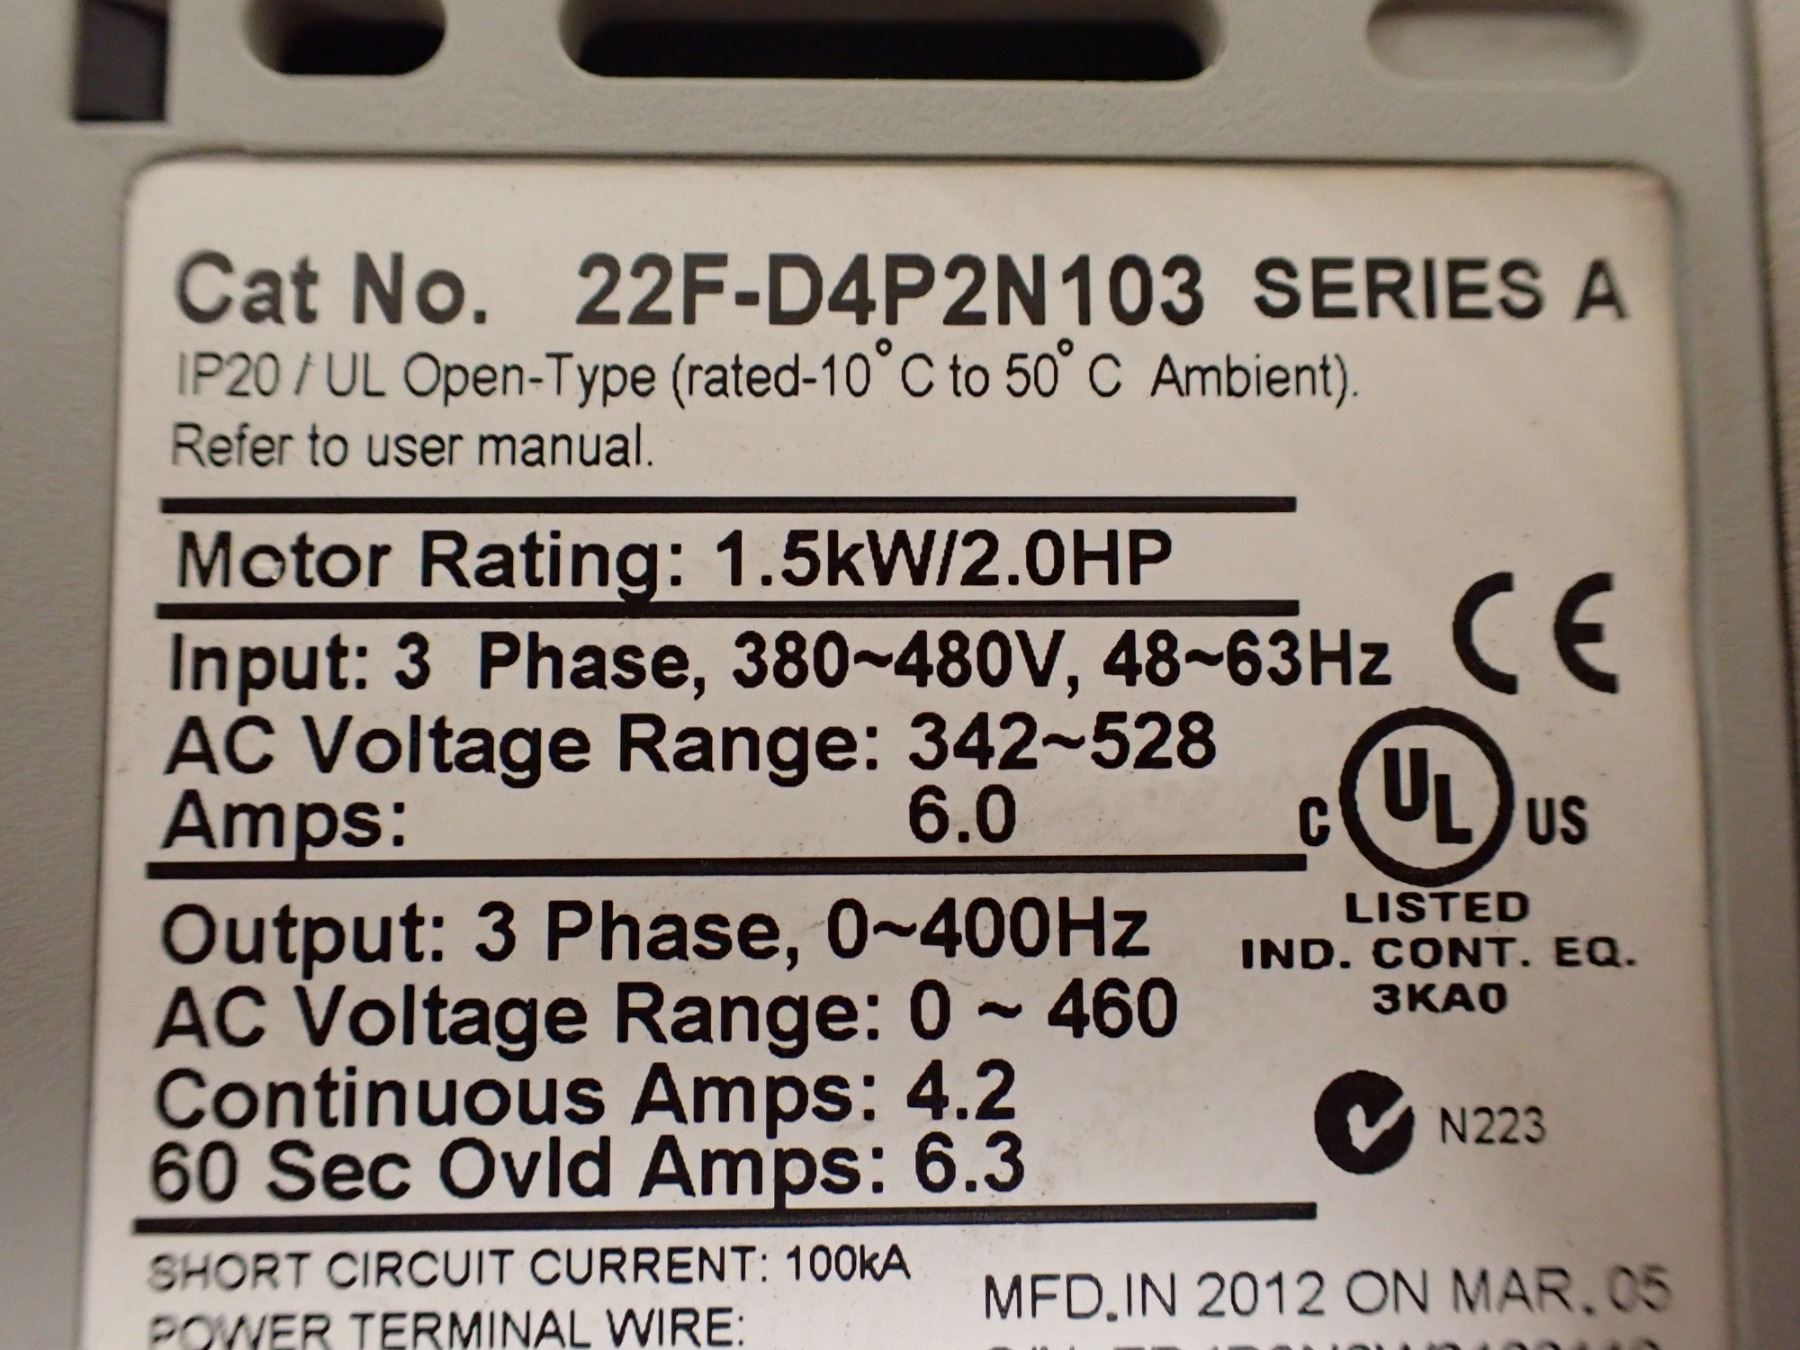 Cat No. 22F-D4P2N103 SERIES A
IP20 / UL Open-Type (rated-10°C to 50°C Ambient).
Refer to user manual.
Motor Rating: 1.5kW/2.0HP
Input: 3 Phase, 380~480V, 48~63Hz
AC Voltage Range: 342~528
Amps: 6.0
CE
C UL US
LISTED
IND. CONT. EQ.
3KA0
Output: 3 Phase, 0~400Hz
AC Voltage Range: 0 ~ 460
Continuous Amps: 4.2
60 Sec Ovld Amps: 6.3
N223
SHORT CIRCUIT CURRENT: 100kA
POWER TERMINAL WIRE:
MFD.IN 2012 ON MAR. 05